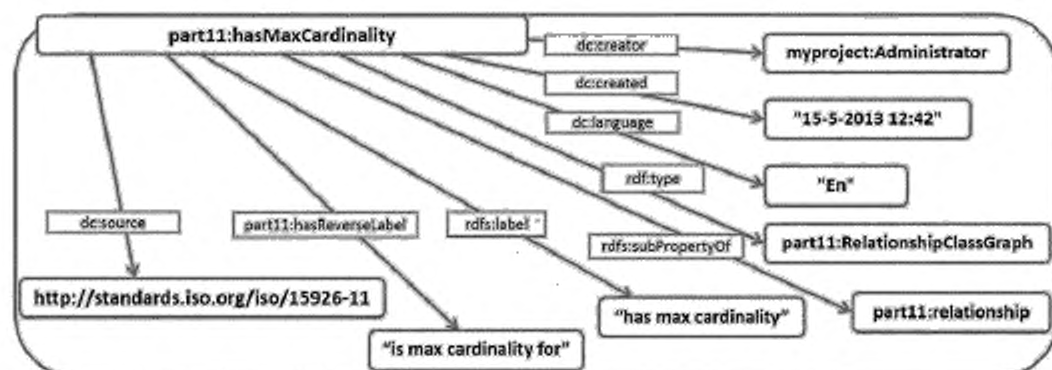 part11:hasMaxCardinality
dc:creator
myproject:Administrator
dc:created
"15-5-2013 12:42"
dc:language
"En"
rdf:type
part11:RelationshipClassGraph
dc:source
part11:hasReverseLabel
rdfs:label
rdfs:subPropertyOf
http://standards.iso.org/iso/15926-11
"has max cardinality"
part11:relationship
"is max cardinality for"